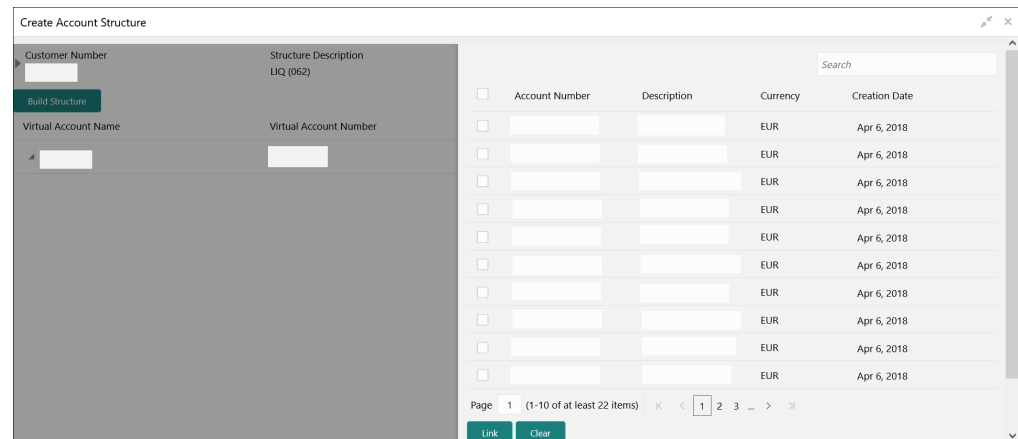 Create Account Structure
Customer Number
Structure Description
LIQ (062)
Build Structure
Virtual Account Name
Virtual Account Number
Search
Account Number Description Currency Creation Date
EUR Apr 6, 2018
EUR Apr 6, 2018
EUR Apr 6, 2018
EUR Apr 6, 2018
EUR Apr 6, 2018
EUR Apr 6, 2018
EUR Apr 6, 2018
EUR Apr 6, 2018
EUR Apr 6, 2018
EUR Apr 6, 2018
Page 1 (1-10 of at least 22 items) 1 2 3 ...
Link Clear